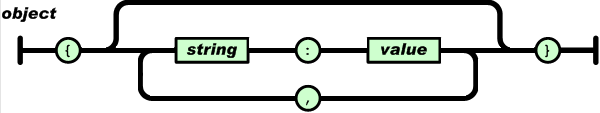 object
{ string : value }
,